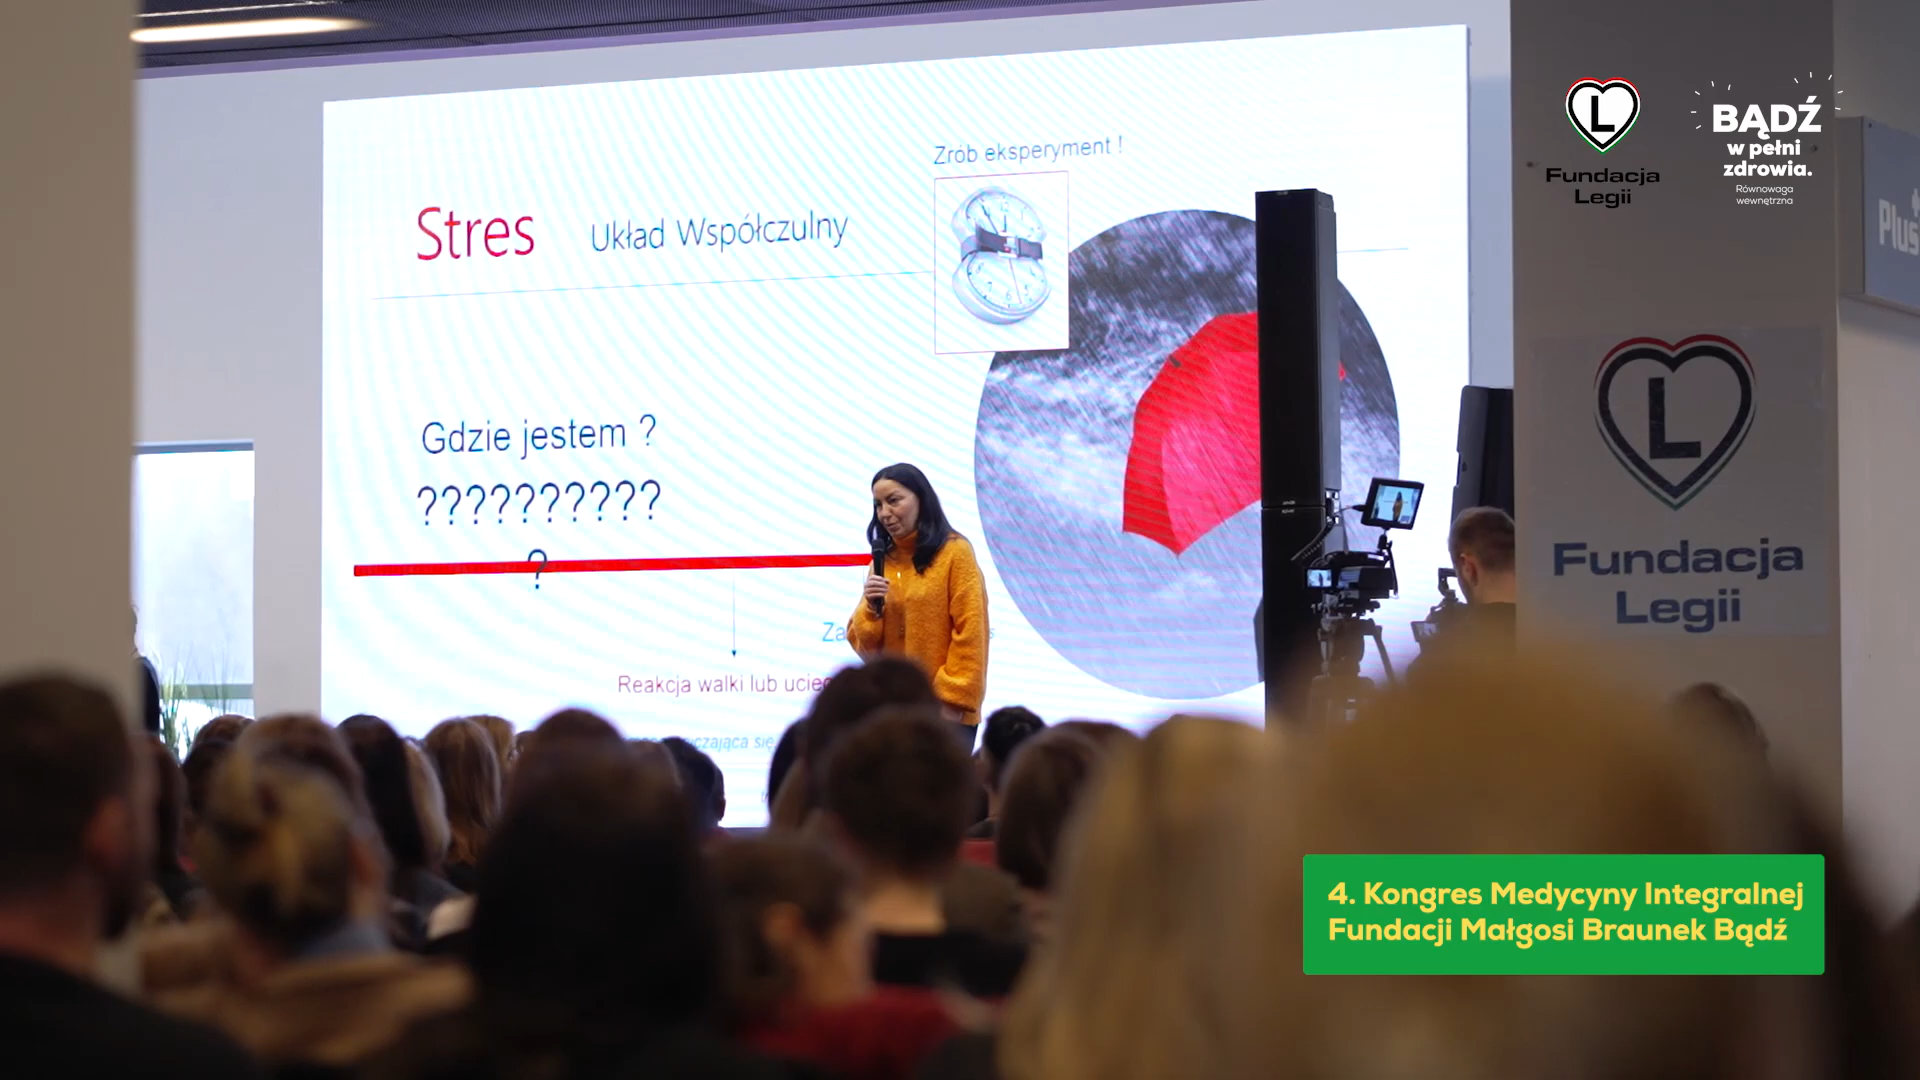 Zrób eksperyment !
Stres
Układ Współczulny
Gdzie jestem ?
??????????
?
Reakcja walki lub
L
Fundacja
Legii
BĄDŹ
w pełni
zdrowia.
Równowaga
wewnętrzna
Plus
L
Fundacja
Legii
4. Kongres Medycyny Integralnej
Fundacji Małgosi Braunek Bądź